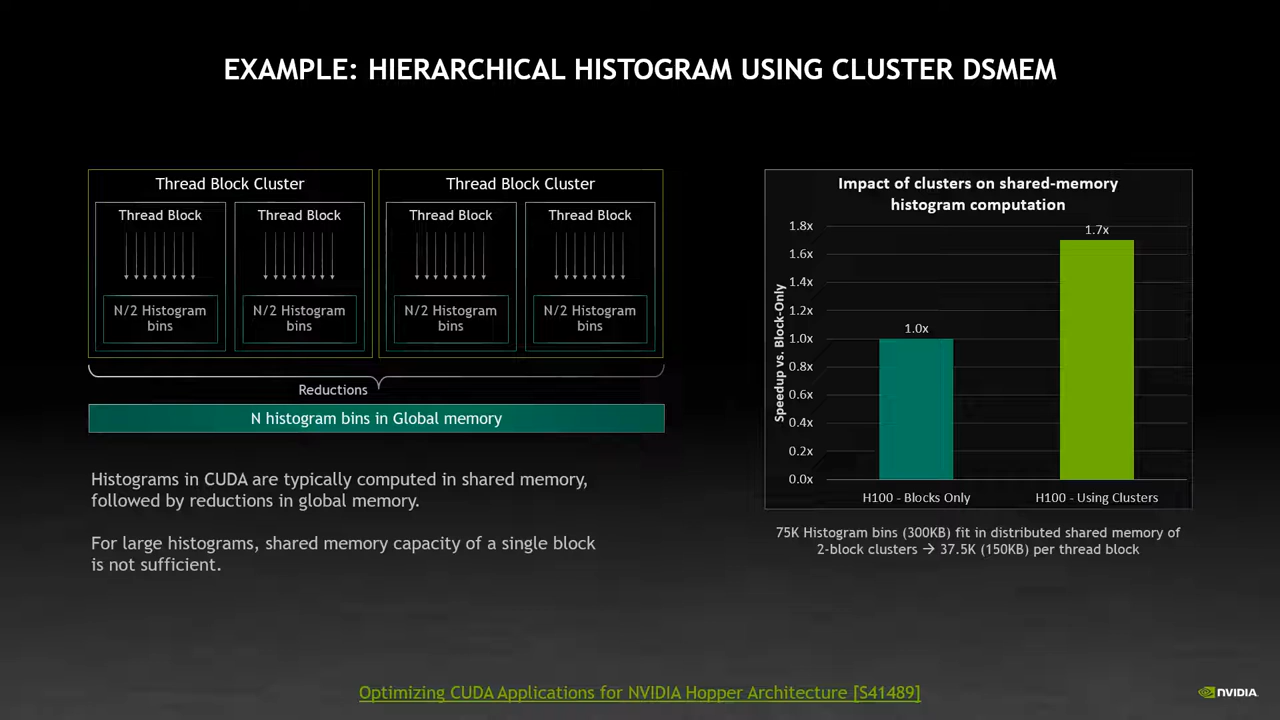 EXAMPLE: HIERARCHICAL HISTOGRAM USING CLUSTER DSMEM
Thread Block Cluster
Thread Block
N/2 Histogram
bins
Thread Block
N/2 Histogram
bins
Thread Block Cluster
Thread Block
N/2 Histogram
bins
Thread Block
N/2 Histogram
bins
Reductions
N histogram bins in Global memory
Histograms in CUDA are typically computed in shared memory,
followed by reductions in global memory.
For large histograms, shared memory capacity of a single block
is not sufficient.
Impact of clusters on shared-memory
histogram computation
Speedup vs. Block-Only
1.8x
1.6x
1.4x
1.2x
1.0x
0.8x
0.6x
0.4x
0.2x
0.0x
1.0x
1.7x
H100 - Blocks Only
H100 - Using Clusters
75K Histogram bins (300KB) fit in distributed shared memory of
2-block clusters → 37.5K (150KB) per thread block
Optimizing CUDA Applications for NVIDIA Hopper Architecture [S41489]
NVIDIA.